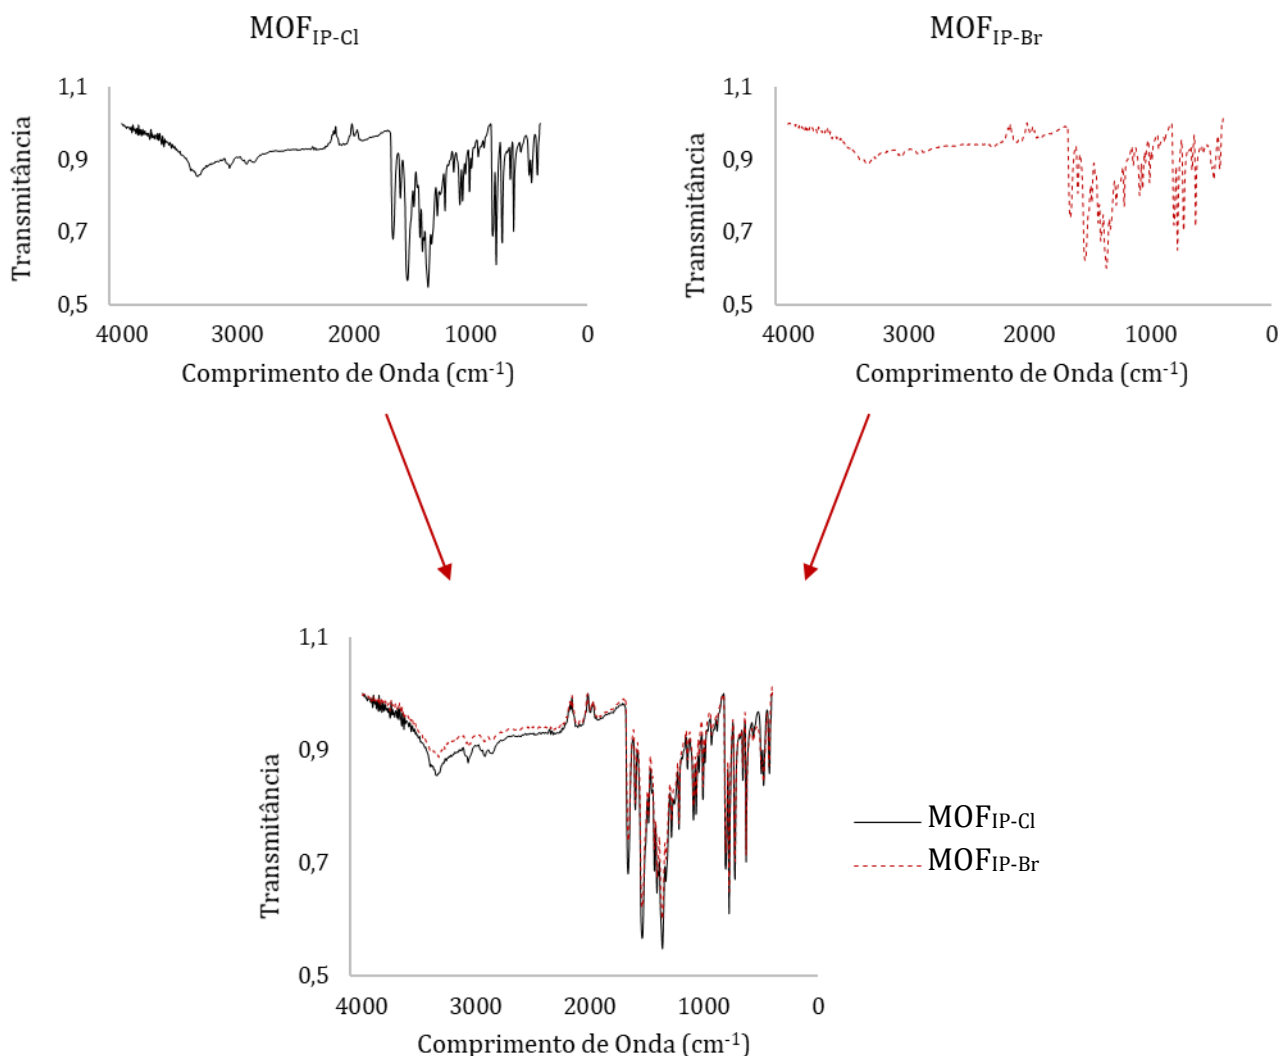 MOFIP-Cl
1,1
0,9
0,7
0,5
Transmitância
4000 3000 2000 1000 0
Comprimento de Onda (cm-1)
MOFIP-Br
1,1
0,9
0,7
0,5
Transmitância
4000 3000 2000 1000 0
Comprimento de Onda (cm-1)
1,1
0,9
0,7
0,5
Transmitância
4000 3000 2000 1000 0
Comprimento de Onda (cm-1)
MOFIP-Cl
MOFIP-Br